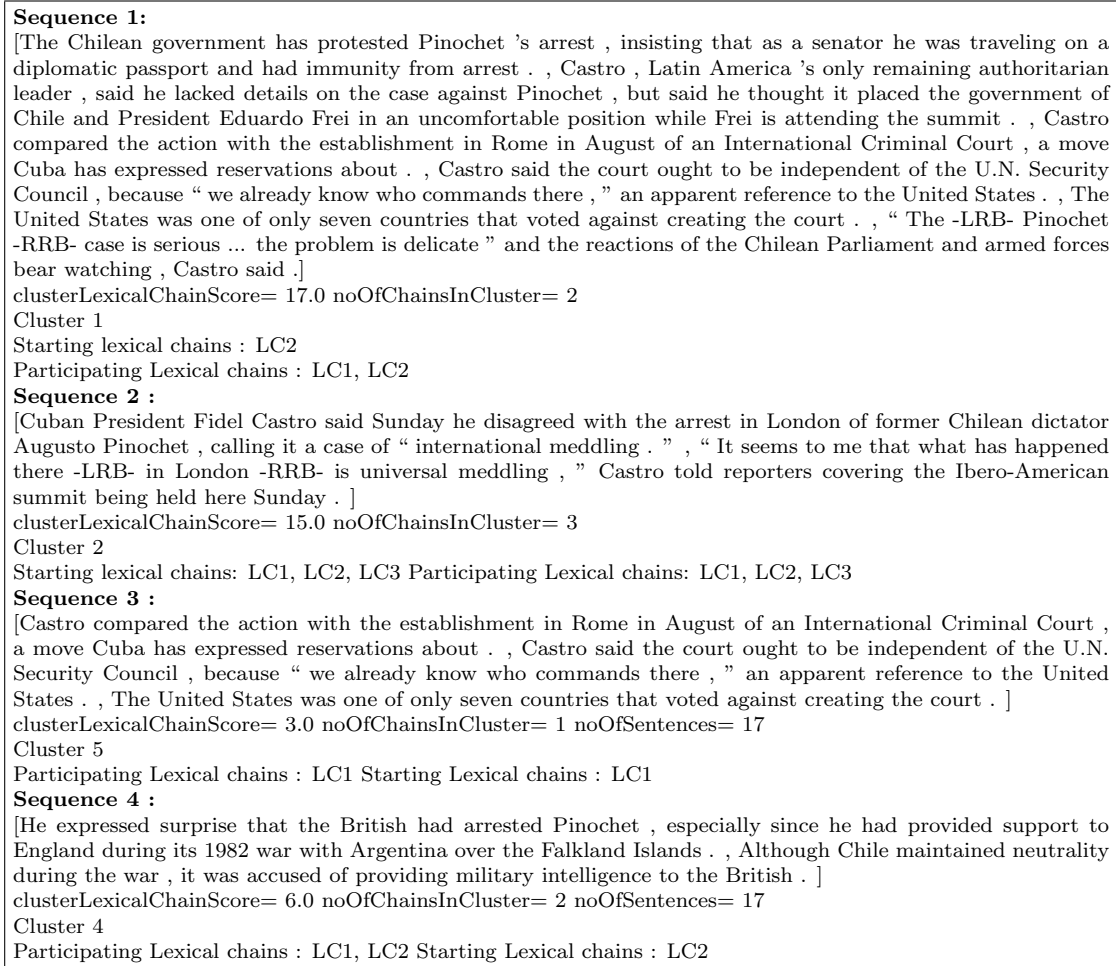 Sequence 1:
[The Chilean government has protested Pinochet 's arrest , insisting that as a senator he was traveling on a
diplomatic passport and had immunity from arrest . , Castro , Latin America 's only remaining authoritarian
leader , said he lacked details on the case against Pinochet , but said he thought it placed the government of
Chile and President Eduardo Frei in an uncomfortable position while Frei is attending the summit . , Castro
compared the action with the establishment in Rome in August of an International Criminal Court , a move
Cuba has expressed reservations about . , Castro said the court ought to be independent of the U.N. Security
Council , because “ we already know who commands there , ” an apparent reference to the United States . , The
United States was one of only seven countries that voted against creating the court . , “ The -LRB- Pinochet
-RRB- case is serious ... the problem is delicate ” and the reactions of the Chilean Parliament and armed forces
bear watching , Castro said .]
clusterLexicalChainScore= 17.0 noOfChainsInCluster= 2
Cluster 1
Starting lexical chains : LC2
Participating Lexical chains : LC1, LC2
Sequence 2 :
[Cuban President Fidel Castro said Sunday he disagreed with the arrest in London of former Chilean dictator
Augusto Pinochet , calling it a case of “ international meddling . ” , “ It seems to me that what has happened
there -LRB- in London -RRB- is universal meddling , ” Castro told reporters covering the Ibero-American
summit being held here Sunday . ]
clusterLexicalChainScore= 15.0 noOfChainsInCluster= 3
Cluster 2
Starting lexical chains: LC1, LC2, LC3 Participating Lexical chains: LC1, LC2, LC3
Sequence 3 :
[Castro compared the action with the establishment in Rome in August of an International Criminal Court ,
a move Cuba has expressed reservations about . , Castro said the court ought to be independent of the U.N.
Security Council , because “ we already know who commands there , ” an apparent reference to the United
States . , The United States was one of only seven countries that voted against creating the court . ]
clusterLexicalChainScore= 3.0 noOfChainsInCluster= 1 noOfSentences= 17
Cluster 5
Participating Lexical chains : LC1 Starting Lexical chains : LC1
Sequence 4 :
[He expressed surprise that the British had arrested Pinochet , especially since he had provided support to
England during its 1982 war with Argentina over the Falkland Islands . , Although Chile maintained neutrality
during the war , it was accused of providing military intelligence to the British . ]
clusterLexicalChainScore= 6.0 noOfChainsInCluster= 2 noOfSentences= 17
Cluster 4
Participating Lexical chains : LC1, LC2 Starting Lexical chains : LC2